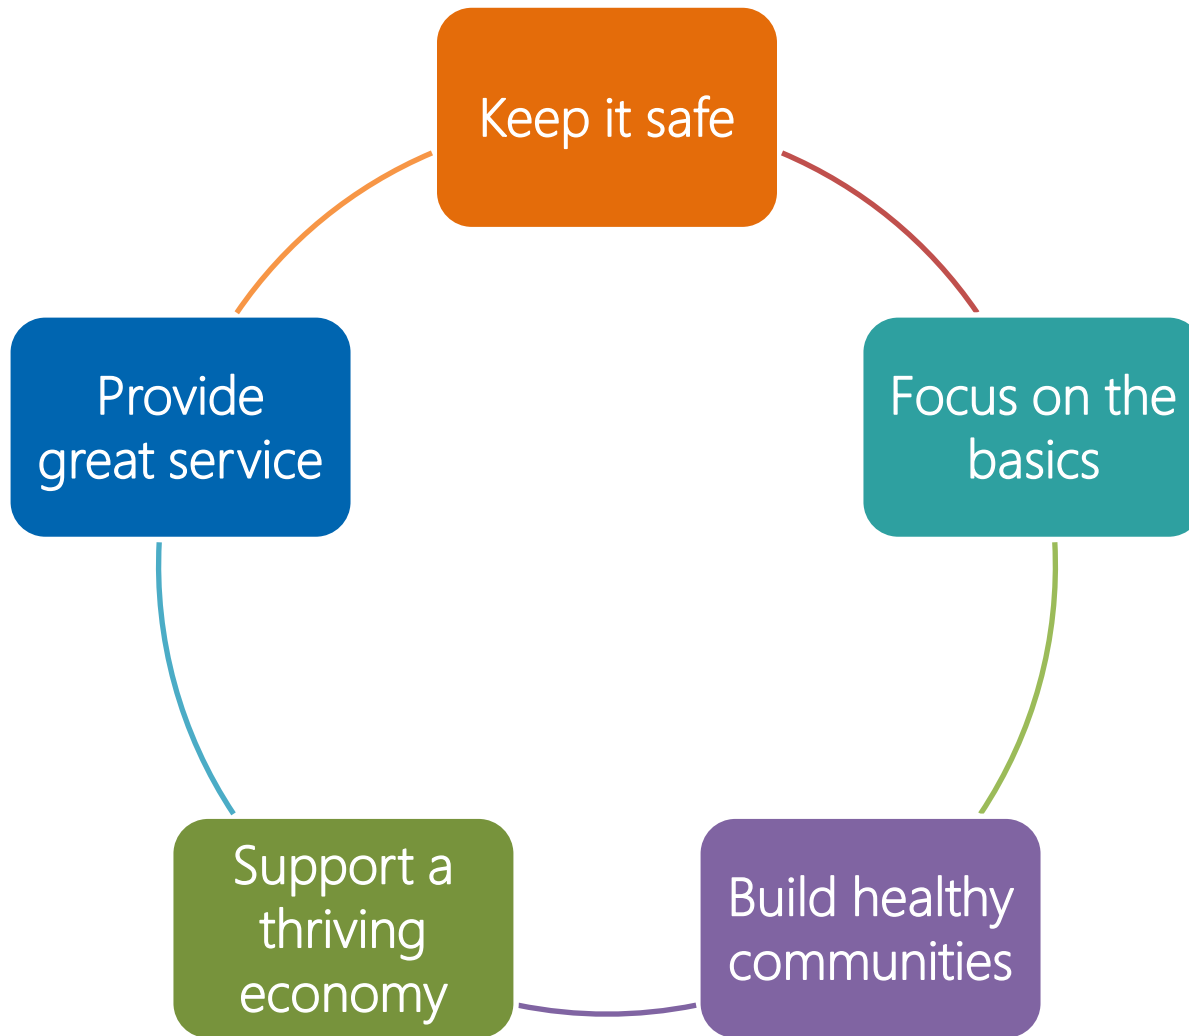 Keep it safe
Focus on the
basics
Build healthy
communities
Support a
thriving
economy
Provide
great service